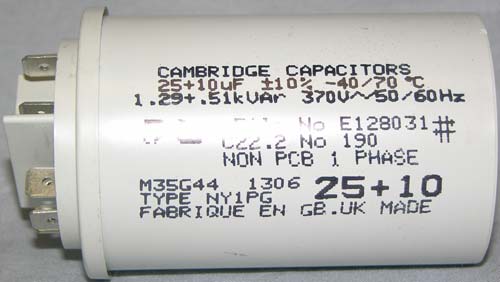 CAMBRIDGE CAPACITORS
25+10uF ±10% -40/70 °C
1.29+.51kVAr 370V~/50/60Hz
No E128031 #
C22.2 No 190
NON PCB 1 PHASE
M35G44 1306 25+10
TYPE NY1PG
FABRIQUE EN GB.UK MADE